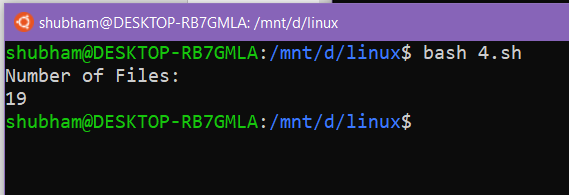 shubham@DESKTOP-RB7GMLA: /mnt/d/linux
shubham@DESKTOP-RB7GMLA:/mnt/d/linux$ bash 4.sh
Number of Files:
19
shubham@DESKTOP-RB7GMLA:/mnt/d/linux$